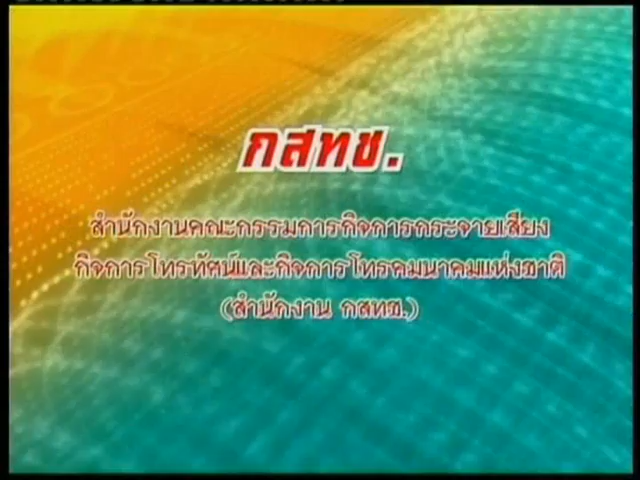 กสทช.
สำนักงานคณะกรรมการกิจการกระจายเสียง
กิจการโทรทัศน์และกิจการโทรคมนาคมแห่งชาติ
(สำนักงาน กสทช.)